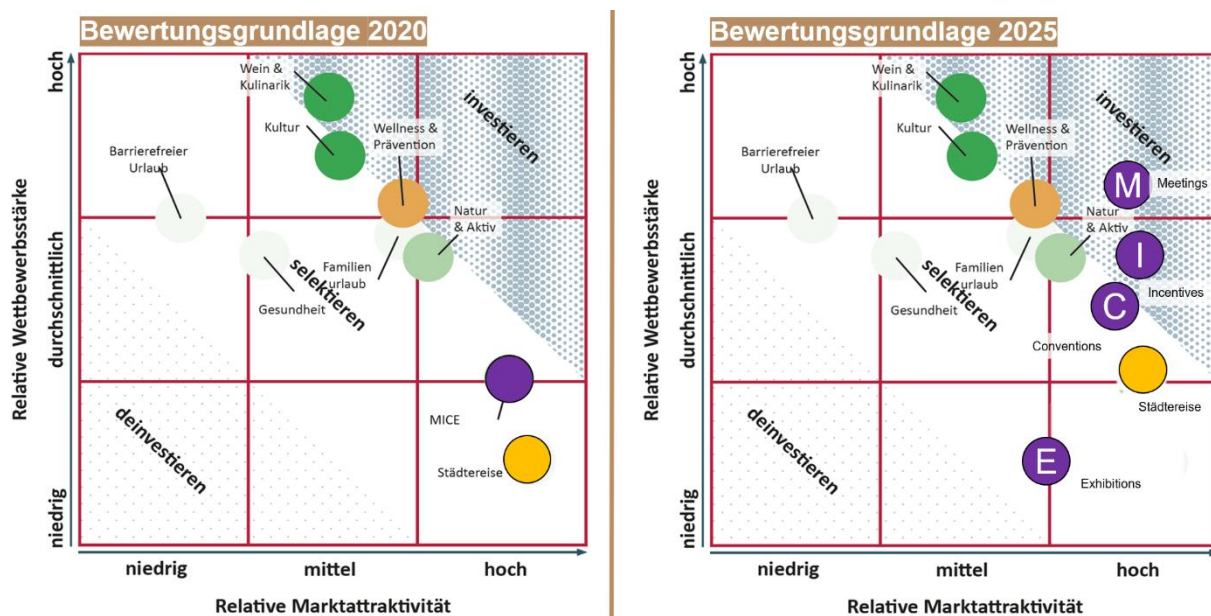 Bewertungsgrundlage 2020
hoch
durchschnittlich
niedrig
Relative Wettbewerbsstärke
Wein &
Kulinarik
Kultur
Wellness &
Prävention
Barrierefreier
Urlaub
Natur
& Aktiv
Familien
urlaub
Gesundheit
investieren
selektieren
deinvestieren
MICE
Städtereise
niedrig
mittel
hoch
Relative Marktattraktivität
Bewertungsgrundlage 2025
hoch
durchschnittlich
niedrig
Relative Wettbewerbsstärke
Wein &
Kulinarik
Kultur
Wellness &
Prävention
Barrierefreier
Urlaub
Natur
& Aktiv
Familien
urlaub
Gesundheit
investieren
selektieren
deinvestieren
M
Meetings
I
Incentives
C
Conventions
Städtereise
E
Exhibitions
niedrig
mittel
hoch
Relative Marktattraktivität